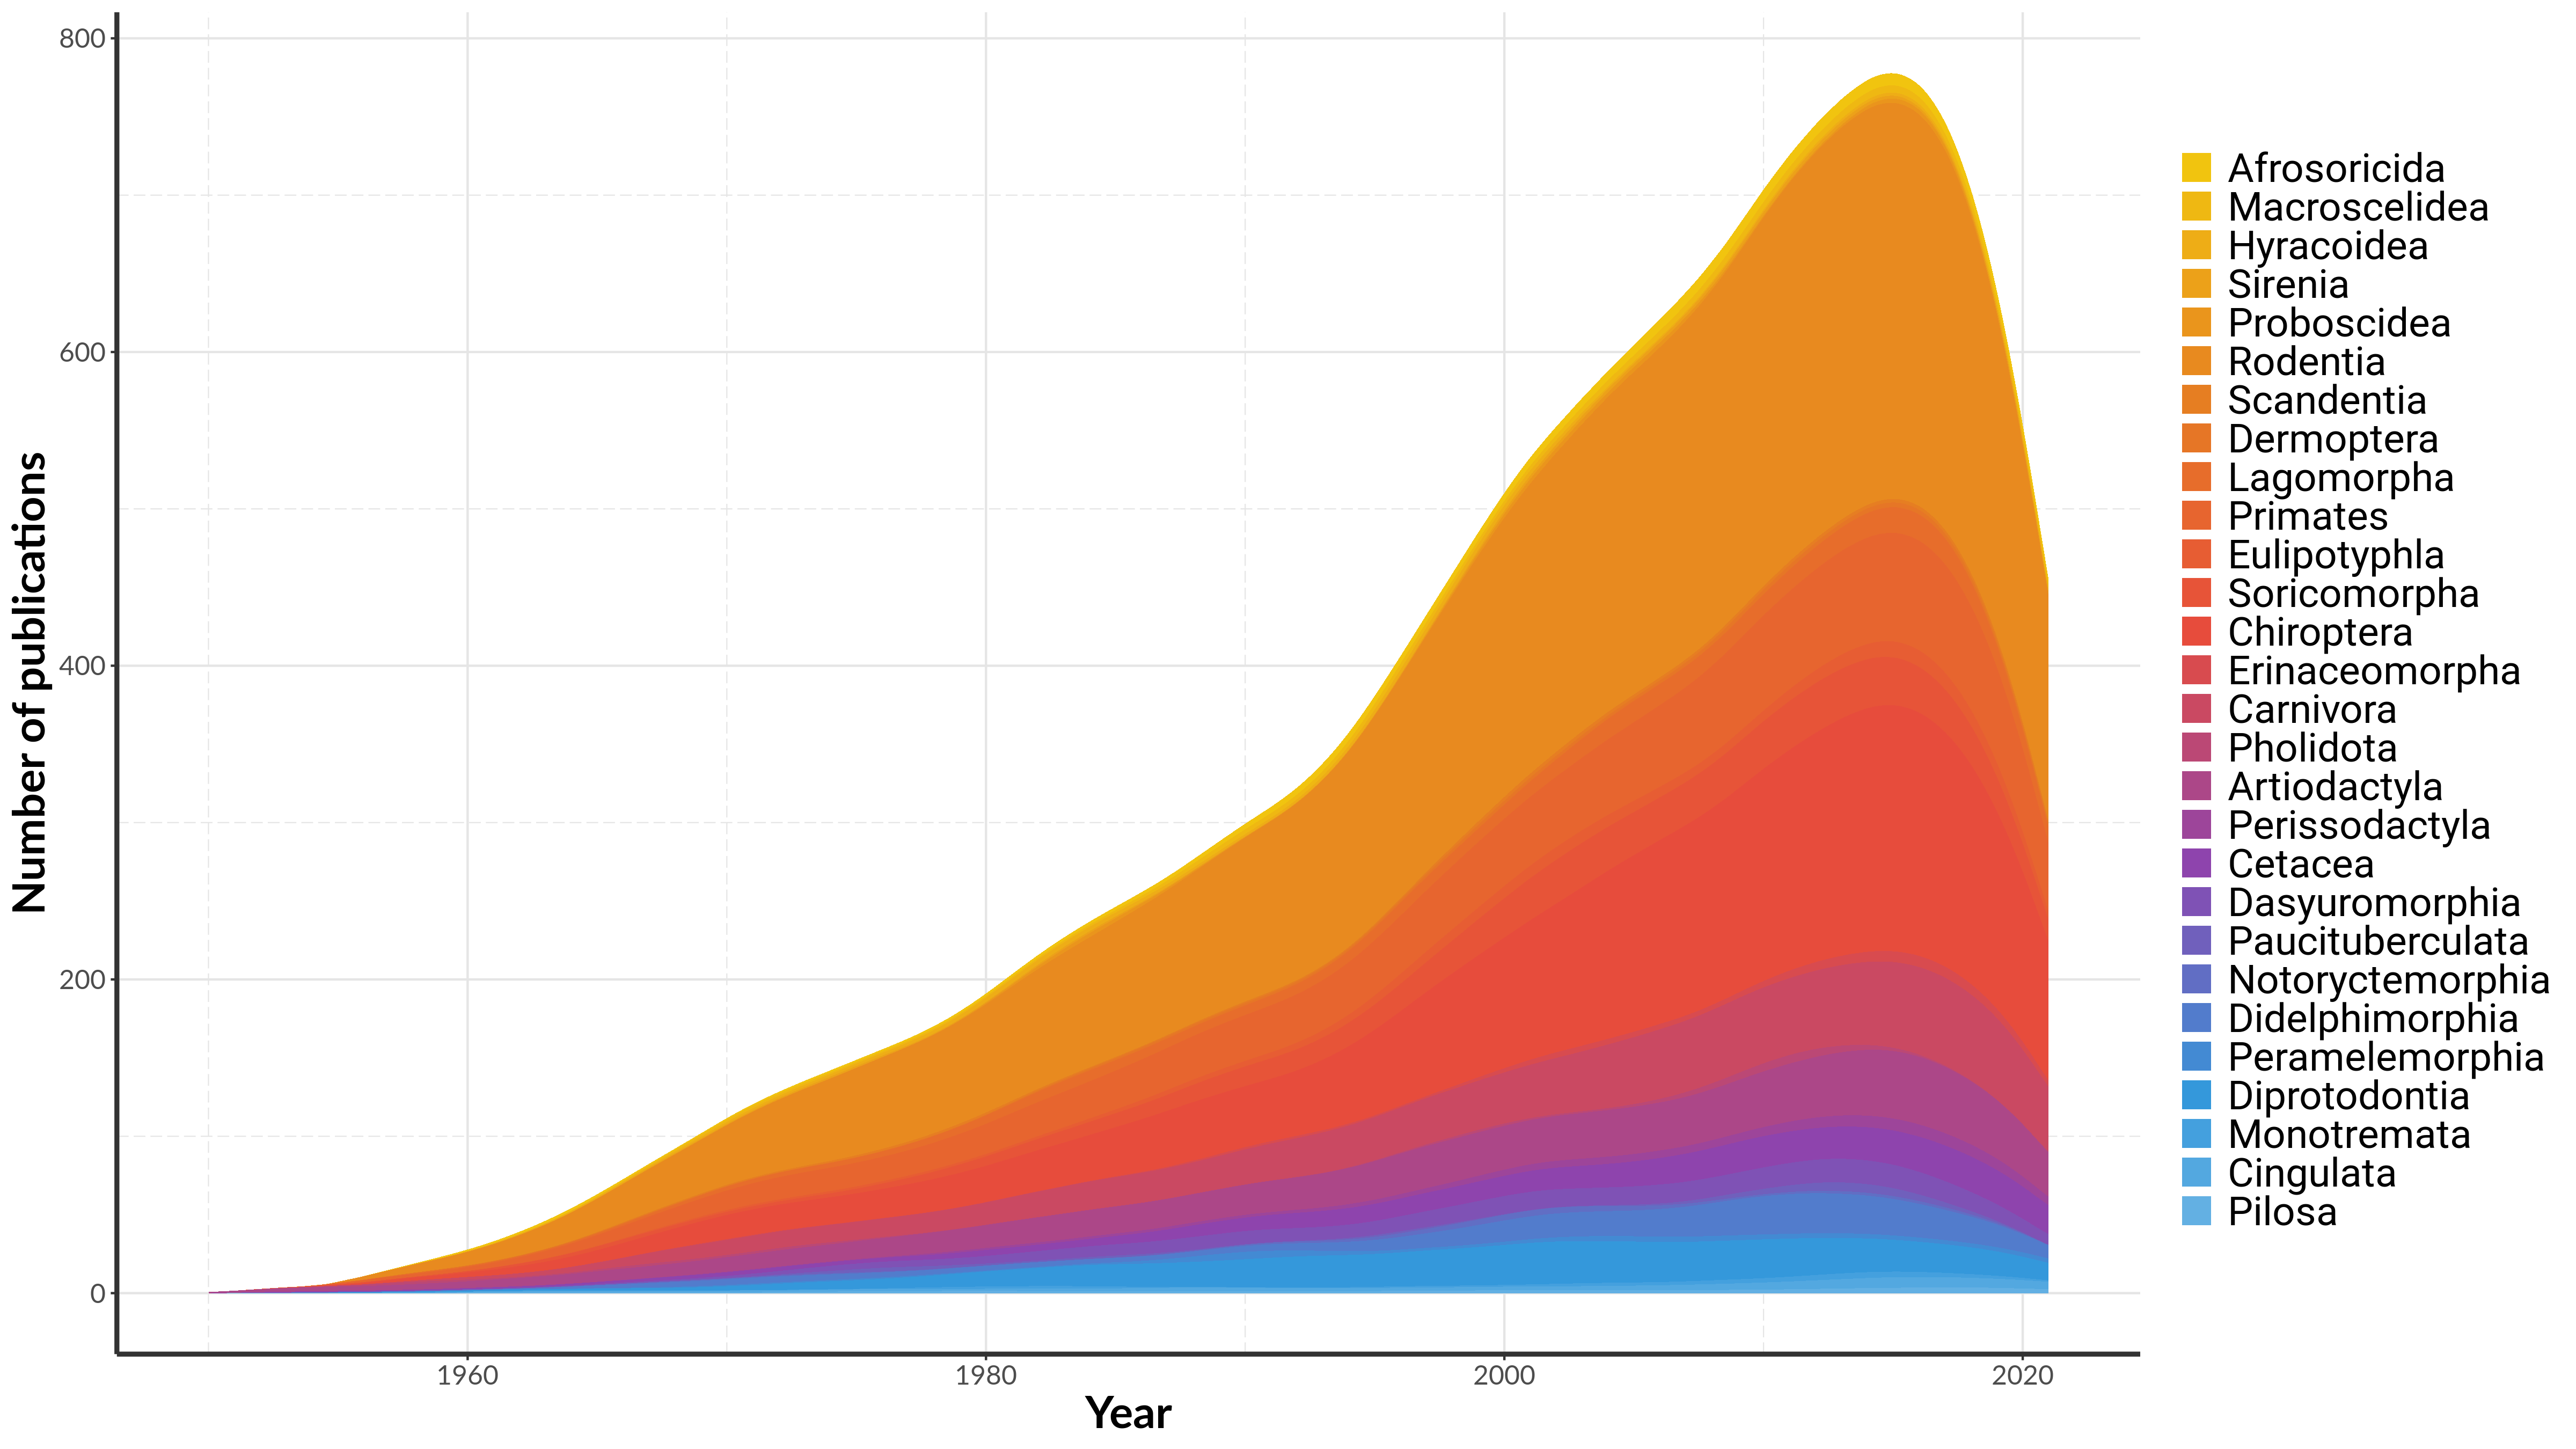 800
600
400
200
0
Number of publications
1960
1980
2000
2020
Year
Afrosoricida
Macroscelidea
Hyracoidea
Sirenia
Proboscidea
Rodentia
Scandentia
Dermoptera
Lagomorpha
Primates
Eulipotyphla
Soricomorpha
Chiroptera
Erinaceomorpha
Carnivora
Pholidota
Artiodactyla
Perissodactyla
Cetacea
Dasyuromorphia
Paucituberculata
Notoryctemorphia
Didelphimorphia
Peramelemorphia
Diprotodontia
Monotremata
Cingulata
Pilosa